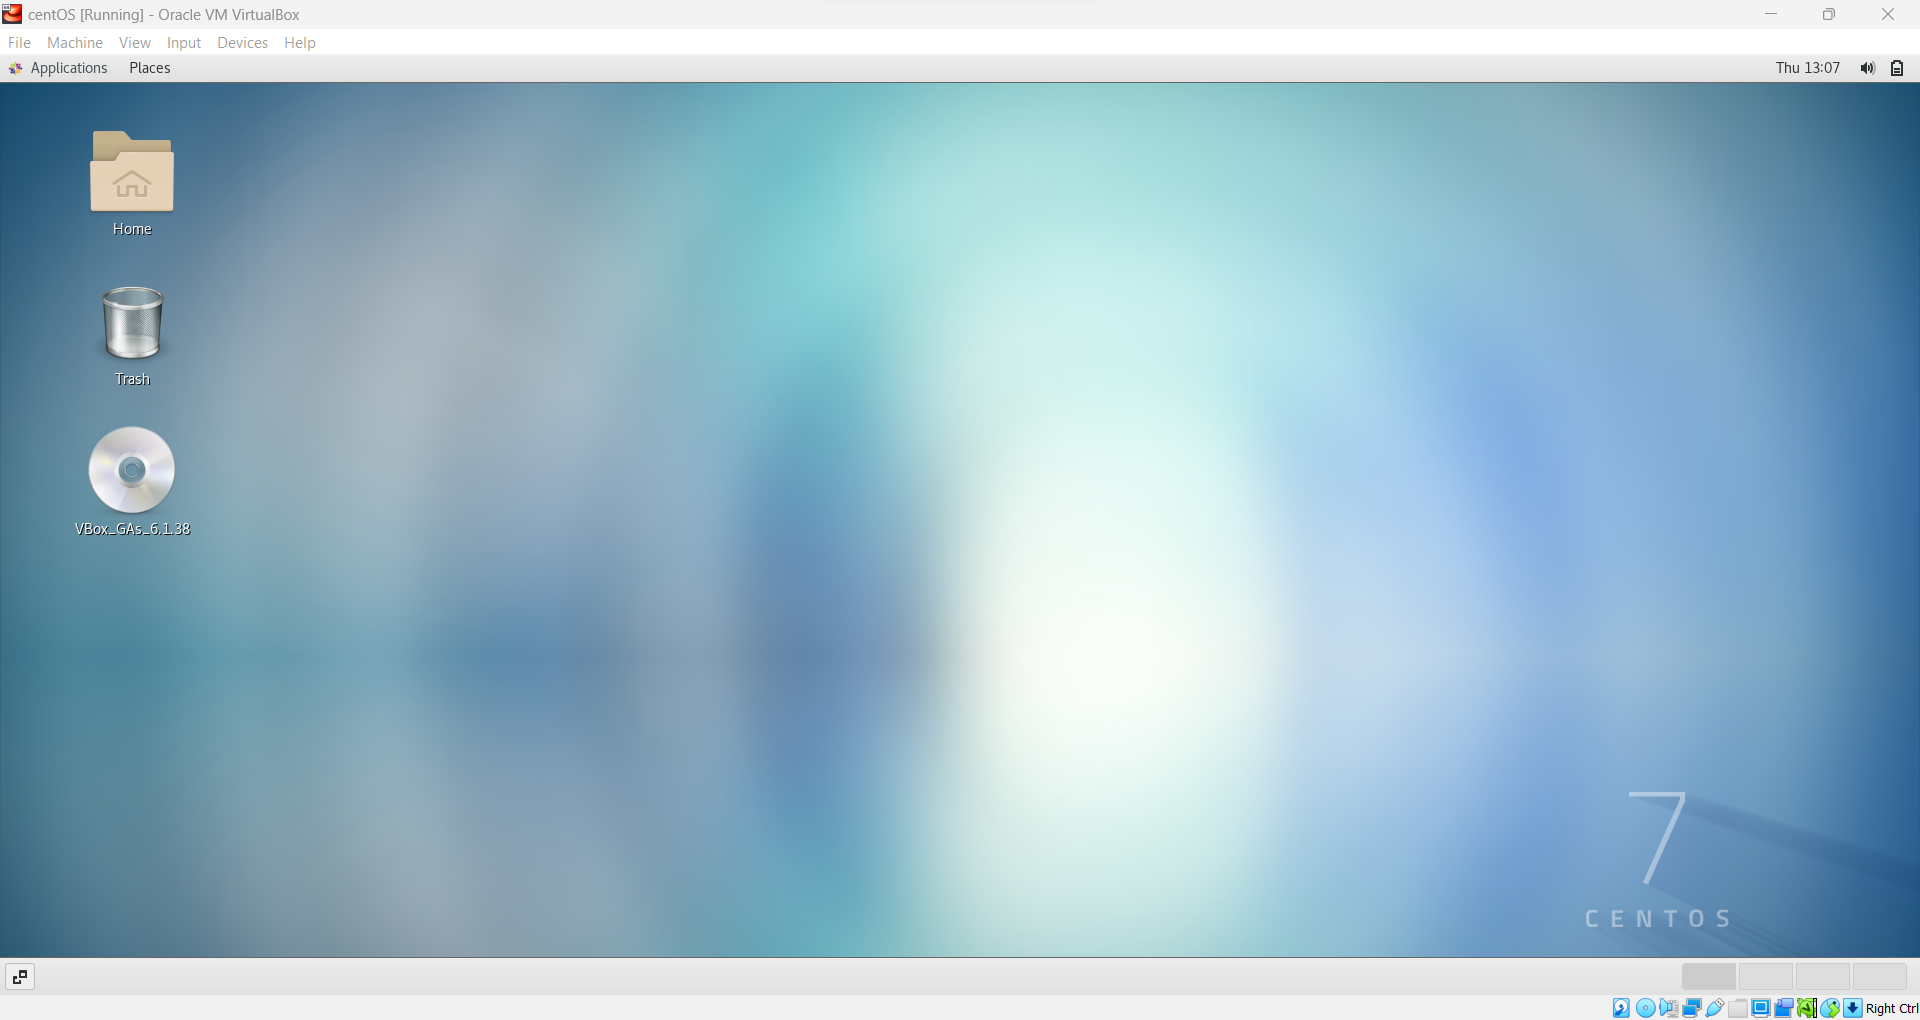 centOS [Running] - Oracle VM VirtualBox
File Machine View Input Devices Help
Applications Places Thu 13:07
Home
Trash
VBox_GAs_6.1.38
7
CENTOS
Right Ctrl